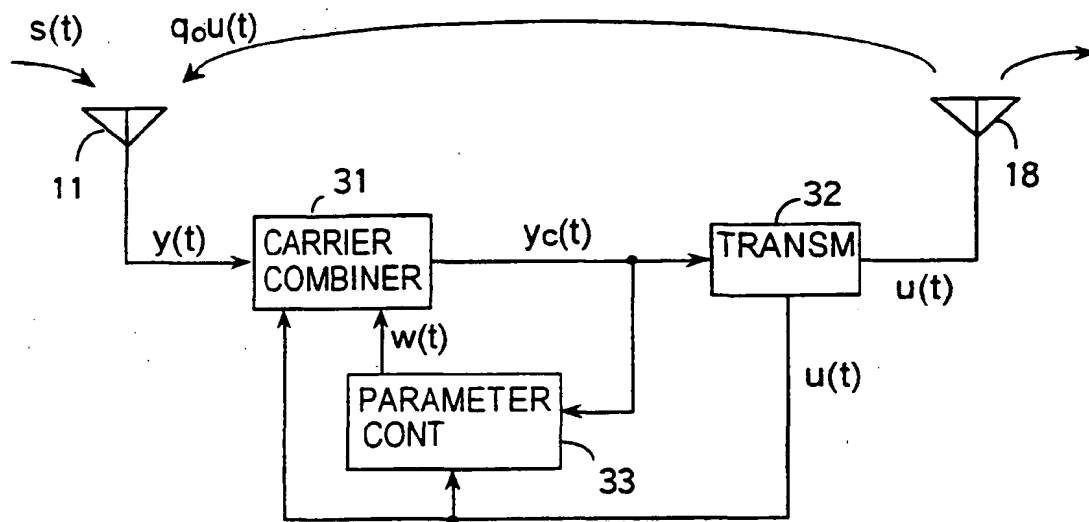 s(t)
q₀u(t)
11
18
31
32
y(t)
CARRIER
COMBINER
yc(t)
TRANSM
u(t)
w(t)
u(t)
PARAMETER
CONT
33